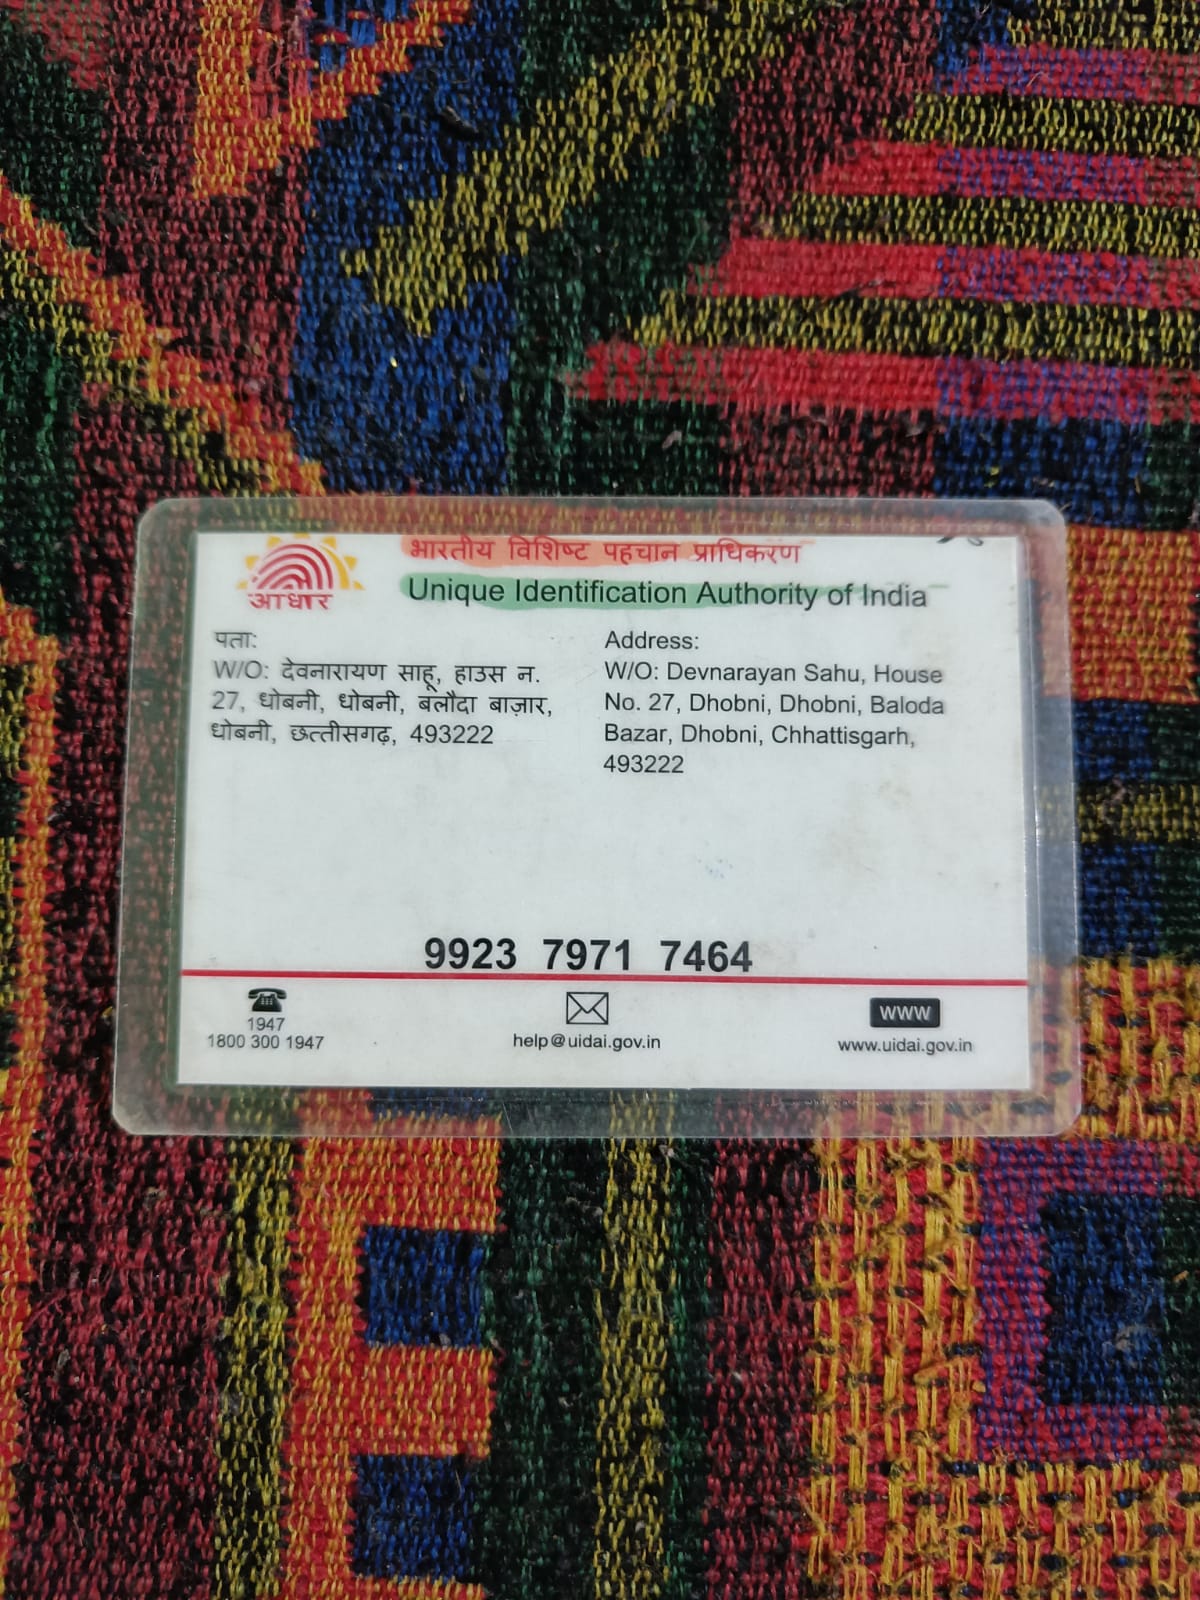 आधार
भारतीय विशिष्ट पहचान प्राधिकरण
Unique Identification Authority of India
पता:
W/O: देवनारायण साहू, हाउस न.
27, धोबनी, धोबनी, बलौदा बाज़ार,
धोबनी, छत्तीसगढ़, 493222
Address:
W/O: Devnarayan Sahu, House
No. 27, Dhobni, Dhobni, Baloda
Bazar, Dhobni, Chhattisgarh,
493222
9923 7971 7464
1947
1800 300 1947
help@uidai.gov.in
www
www.uidai.gov.in